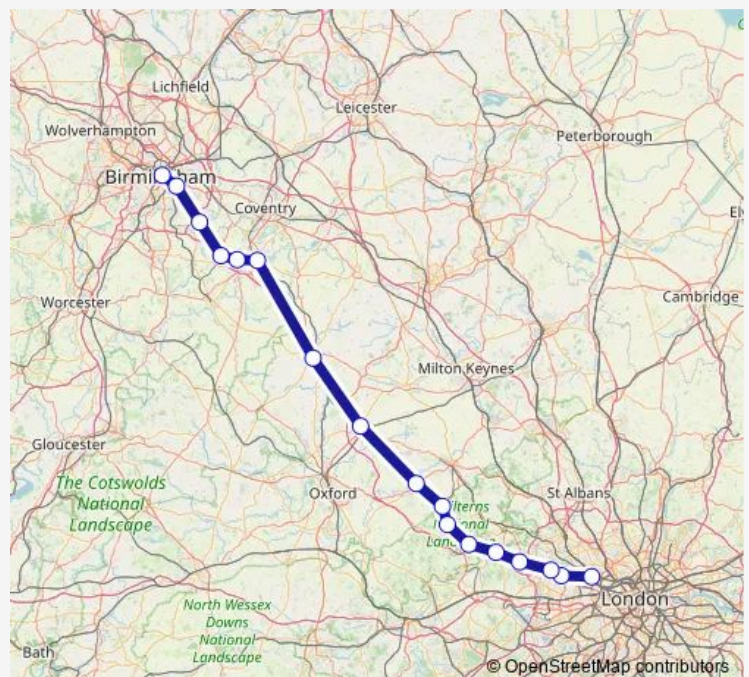 Lichfield
Leicester
Wolverhampton
Peterborough
Birmingham
Coventry
Worcester
Cambridge
Milton Keynes
Gloucester
The Cotswolds
National
Landscape
Oxford
St Albans
London
North Wessex
Downs
National
Landscape
Bath
© OpenStreetMap contributors